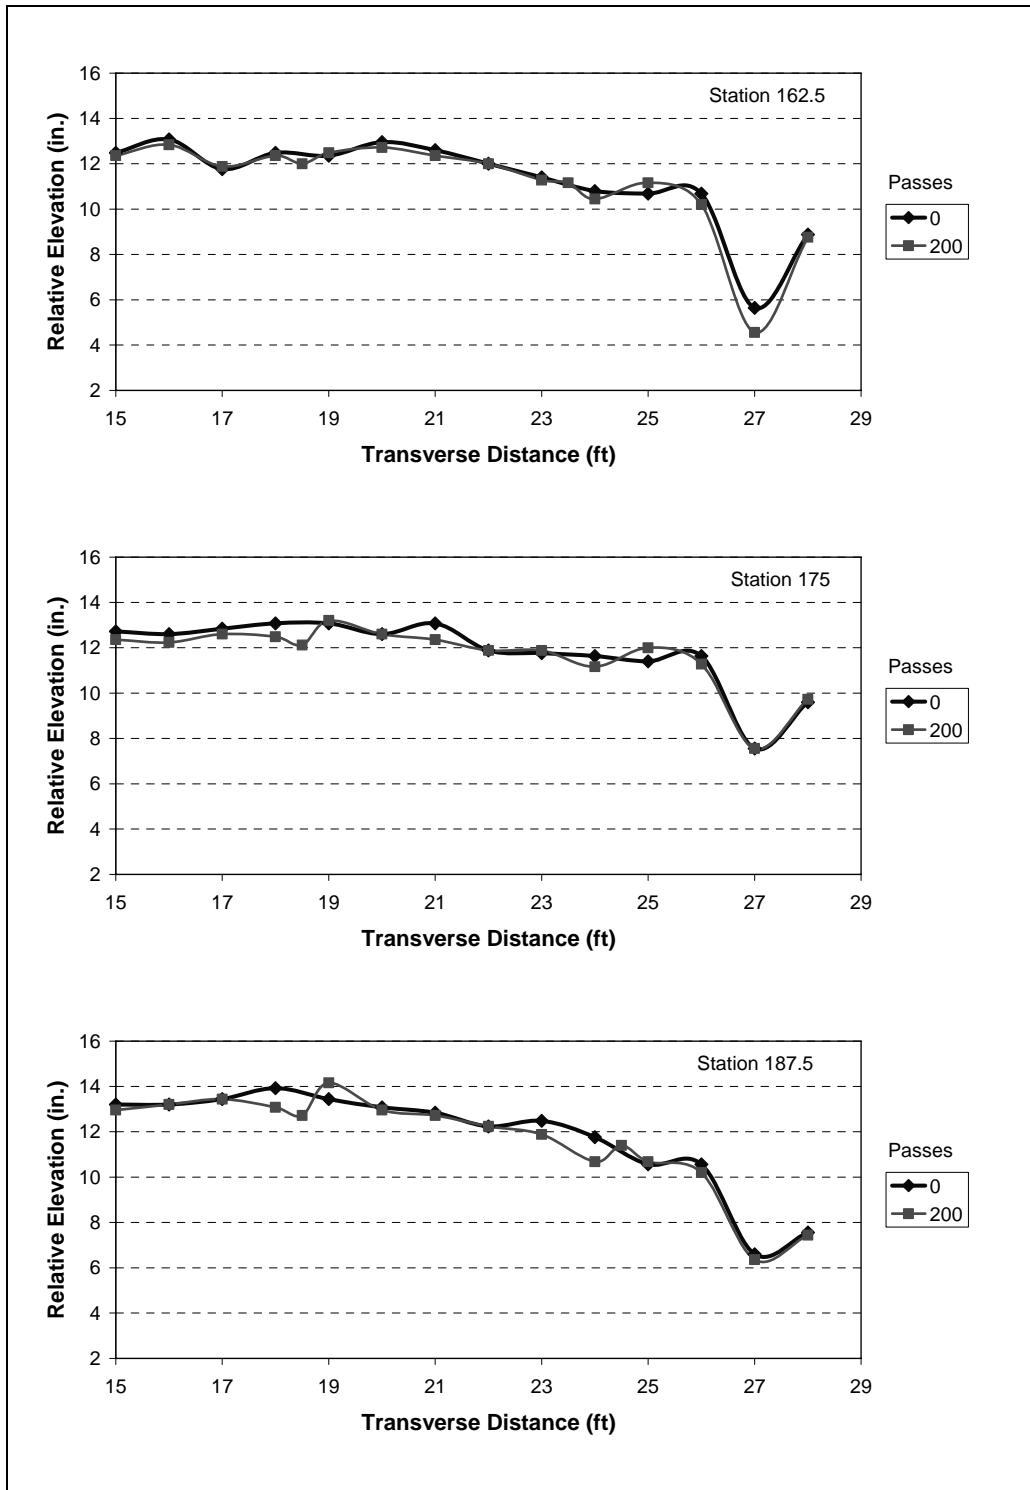 Station 162.5
Relative Elevation (in.)
16
14
12
10
8
6
4
2
15 17 19 21 23 25 27 29
Transverse Distance (ft)
Passes
0
200
Station 175
Relative Elevation (in.)
16
14
12
10
8
6
4
2
15 17 19 21 23 25 27 29
Transverse Distance (ft)
Passes
0
200
Station 187.5
Relative Elevation (in.)
16
14
12
10
8
6
4
2
15 17 19 21 23 25 27 29
Transverse Distance (ft)
Passes
0
200